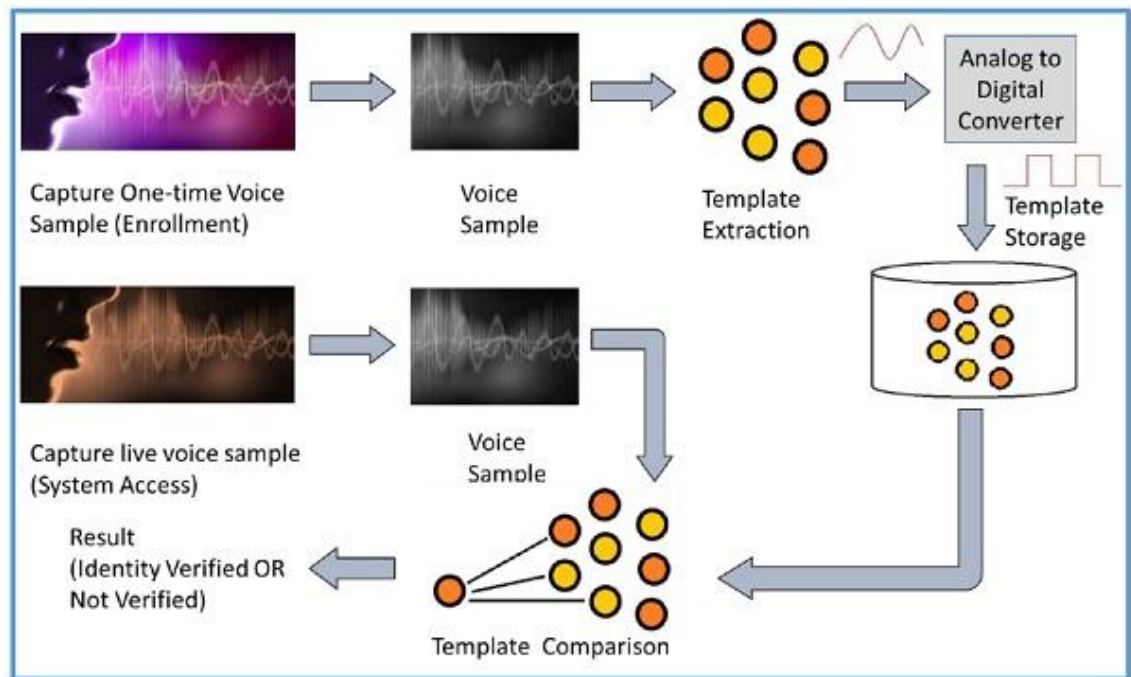 Analog to
Digital
Converter
Capture One-time Voice
Sample (Enrollment)
Voice
Sample
Template
Extraction
Template
Storage
Capture live voice sample
(System Access)
Voice
Sample
Result
(Identity Verified OR
Not Verified)
Template Comparison